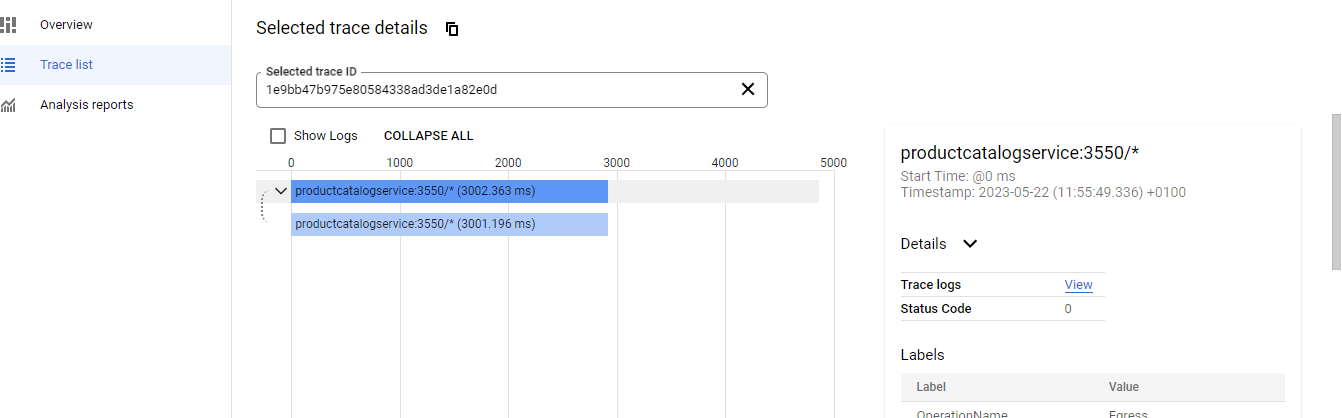 Overview
Trace list
Analysis reports
Selected trace details
Selected trace ID
1e9bb47b975e80584338ad3de1a82e0d
Show Logs COLLAPSE ALL
0 1000 2000 3000 4000 5000
productcatalogservice:3550/* (3002.363 ms)
productcatalogservice:3550/* (3001.196 ms)
productcatalogservice:3550/*
Start Time: @0 ms
Timestamp: 2023-05-22 (11:55:49.336) +0100
Details
Trace logs View
Status Code 0
Labels
Label Value
OperationName Egress